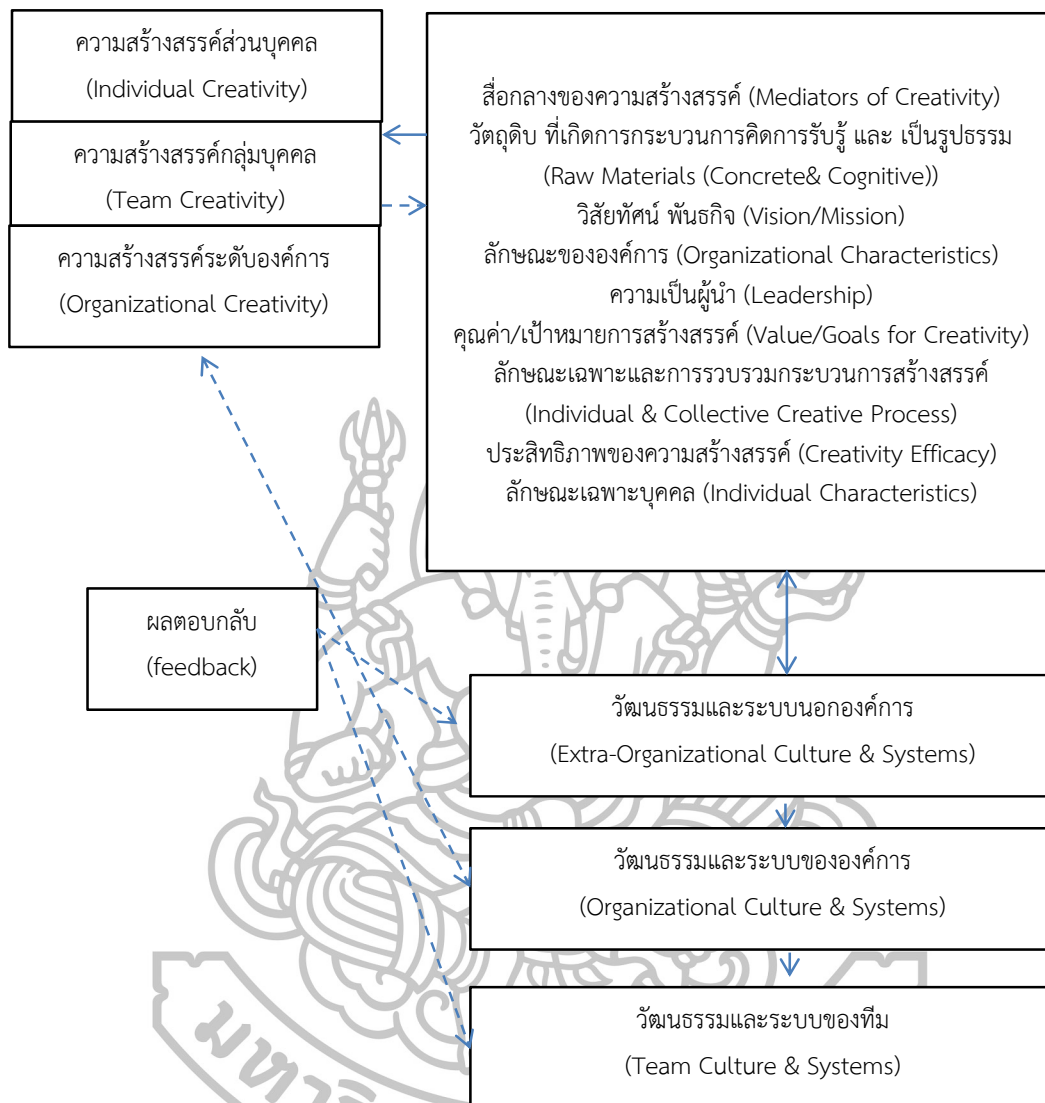 ความสร้างสรรค์ส่วนบุคคล
(Individual Creativity)
ความสร้างสรรค์กลุ่มบุคคล
(Team Creativity)
ความสร้างสรรค์ระดับองค์การ
(Organizational Creativity)
สื่อกลางของความสร้างสรรค์ (Mediators of Creativity)
วัตถุดิบ ที่เกิดการกระบวนการคิดการรับรู้ และ เป็นรูปธรรม
(Raw Materials (Concrete& Cognitive))
วิสัยทัศน์ พันธกิจ (Vision/Mission)
ลักษณะขององค์การ (Organizational Characteristics)
ความเป็นผู้นำ (Leadership)
คุณค่า/เป้าหมายการสร้างสรรค์ (Value/Goals for Creativity)
ลักษณะเฉพาะและการรวบรวมกระบวนการสร้างสรรค์
(Individual & Collective Creative Process)
ประสิทธิภาพของความสร้างสรรค์ (Creativity Efficacy)
ลักษณะเฉพาะบุคคล (Individual Characteristics)
ผลตอบกลับ
(feedback)
วัฒนธรรมและระบบนอกองค์การ
(Extra-Organizational Culture & Systems)
วัฒนธรรมและระบบขององค์การ
(Organizational Culture & Systems)
วัฒนธรรมและระบบของทีม
(Team Culture & Systems)